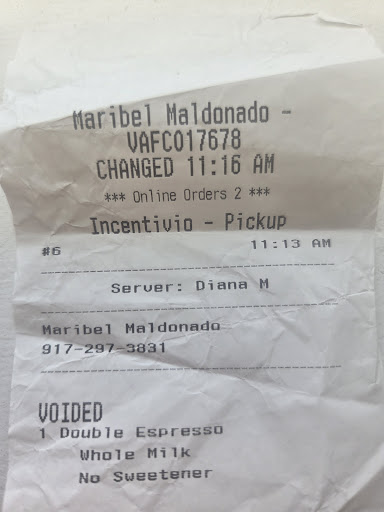 Maribel Maldonado -
VAFC017678
CHANGED 11:16 AM
*** Online Orders 2 ***
Incentivio - Pickup
#6 11:13 AM
Server: Diana M
Maribel Maldonado
917-297-3831
VOIDED
1 Double Espresso
Whole Milk
No Sweetener